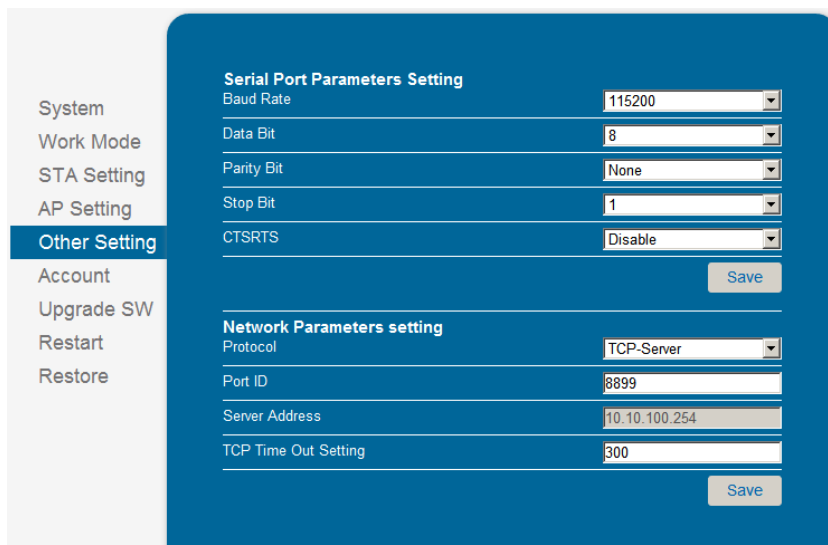 System
Work Mode
STA Setting
AP Setting
Other Setting
Account
Upgrade SW
Restart
Restore
Serial Port Parameters Setting
Baud Rate 115200
Data Bit 8
Parity Bit None
Stop Bit 1
CTSRTS Disable
Save
Network Parameters setting
Protocol TCP-Server
Port ID 8899
Server Address 10.10.100.254
TCP Time Out Setting 300
Save